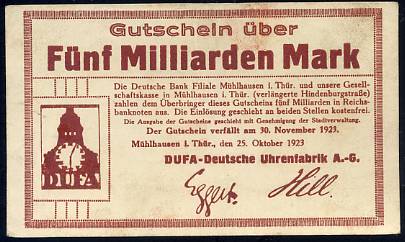 Gutschein über
Fünf Milliarden Mark
Die Deutsche Bank Filiale Mühlhausen i. Thür. und unsere Gesell-
schaftskasse in Mühlhausen i. Thür. (verlängerte Hindenburgstraße)
zahlen dem Überbringer dieses Gutscheins fünf Milliarden in Reichs-
banknoten aus. Die Einlösung geschieht an beiden Stellen kostenfrei.
Die Ausgabe der Gutscheine geschieht mit Genehmigung der Stadtverwaltung.
Der Gutschein verfällt am 30. November 1923.
Mühlhausen i. Thür., den 25. Oktober 1923
DUFA-Deutsche Uhrenfabrik A.-G.
DUFA
Eggert. Hill.